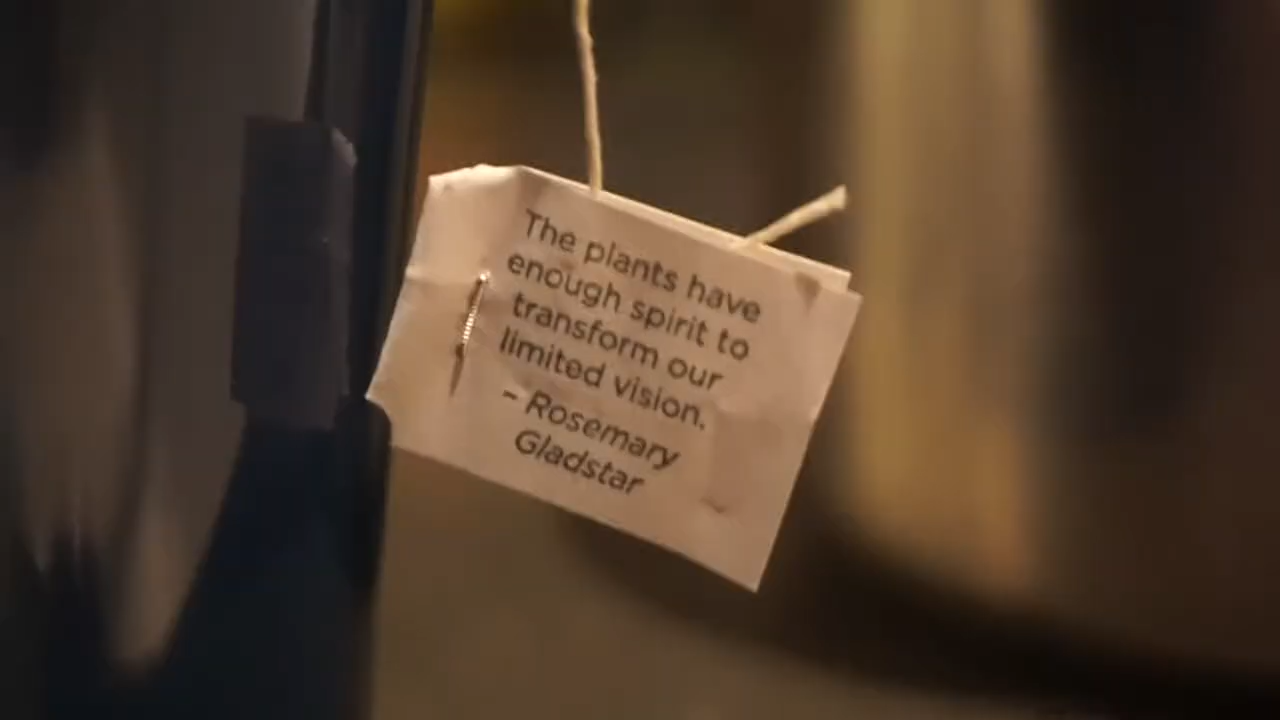 The plants have
enough spirit to
transform our
limited vision.
~ Rosemary
Gladstar